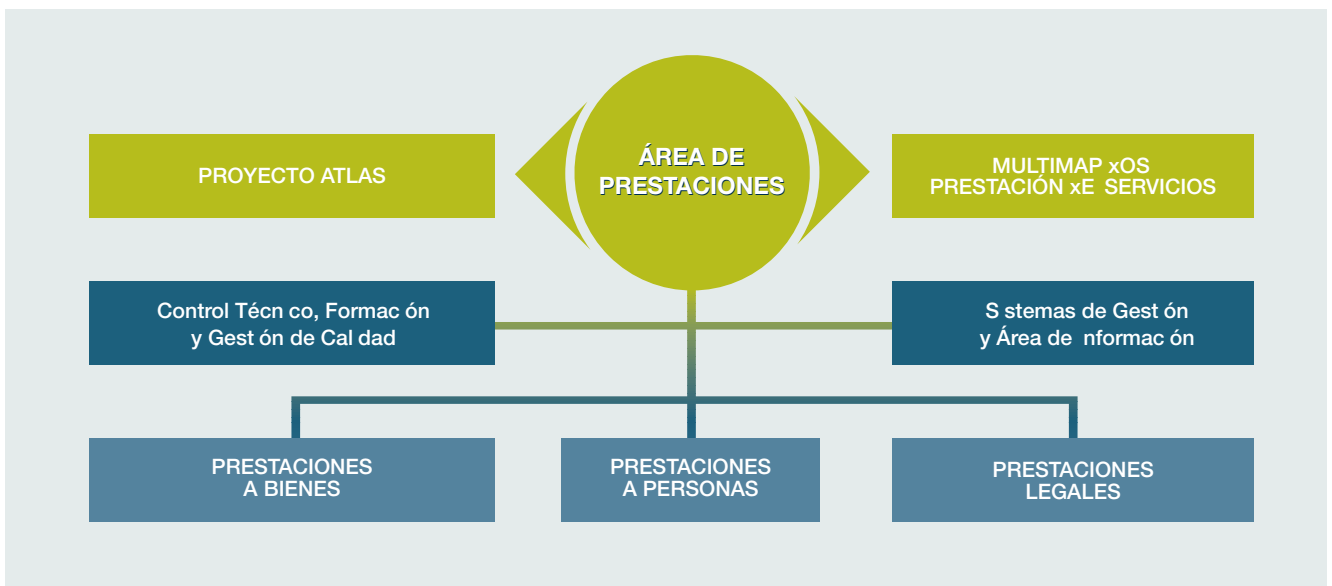 ÁREA DE
PRESTACIONES
PROYECTO ATLAS
MULTIMAP xOS
PRESTACIÓN xE SERVICIOS
Control Técn co, Formac ón
y Gest ón de Cal dad
S stemas de Gest ón
y Área de nformac ón
PRESTACIONES
A BIENES
PRESTACIONES
A PERSONAS
PRESTACIONES
LEGALES